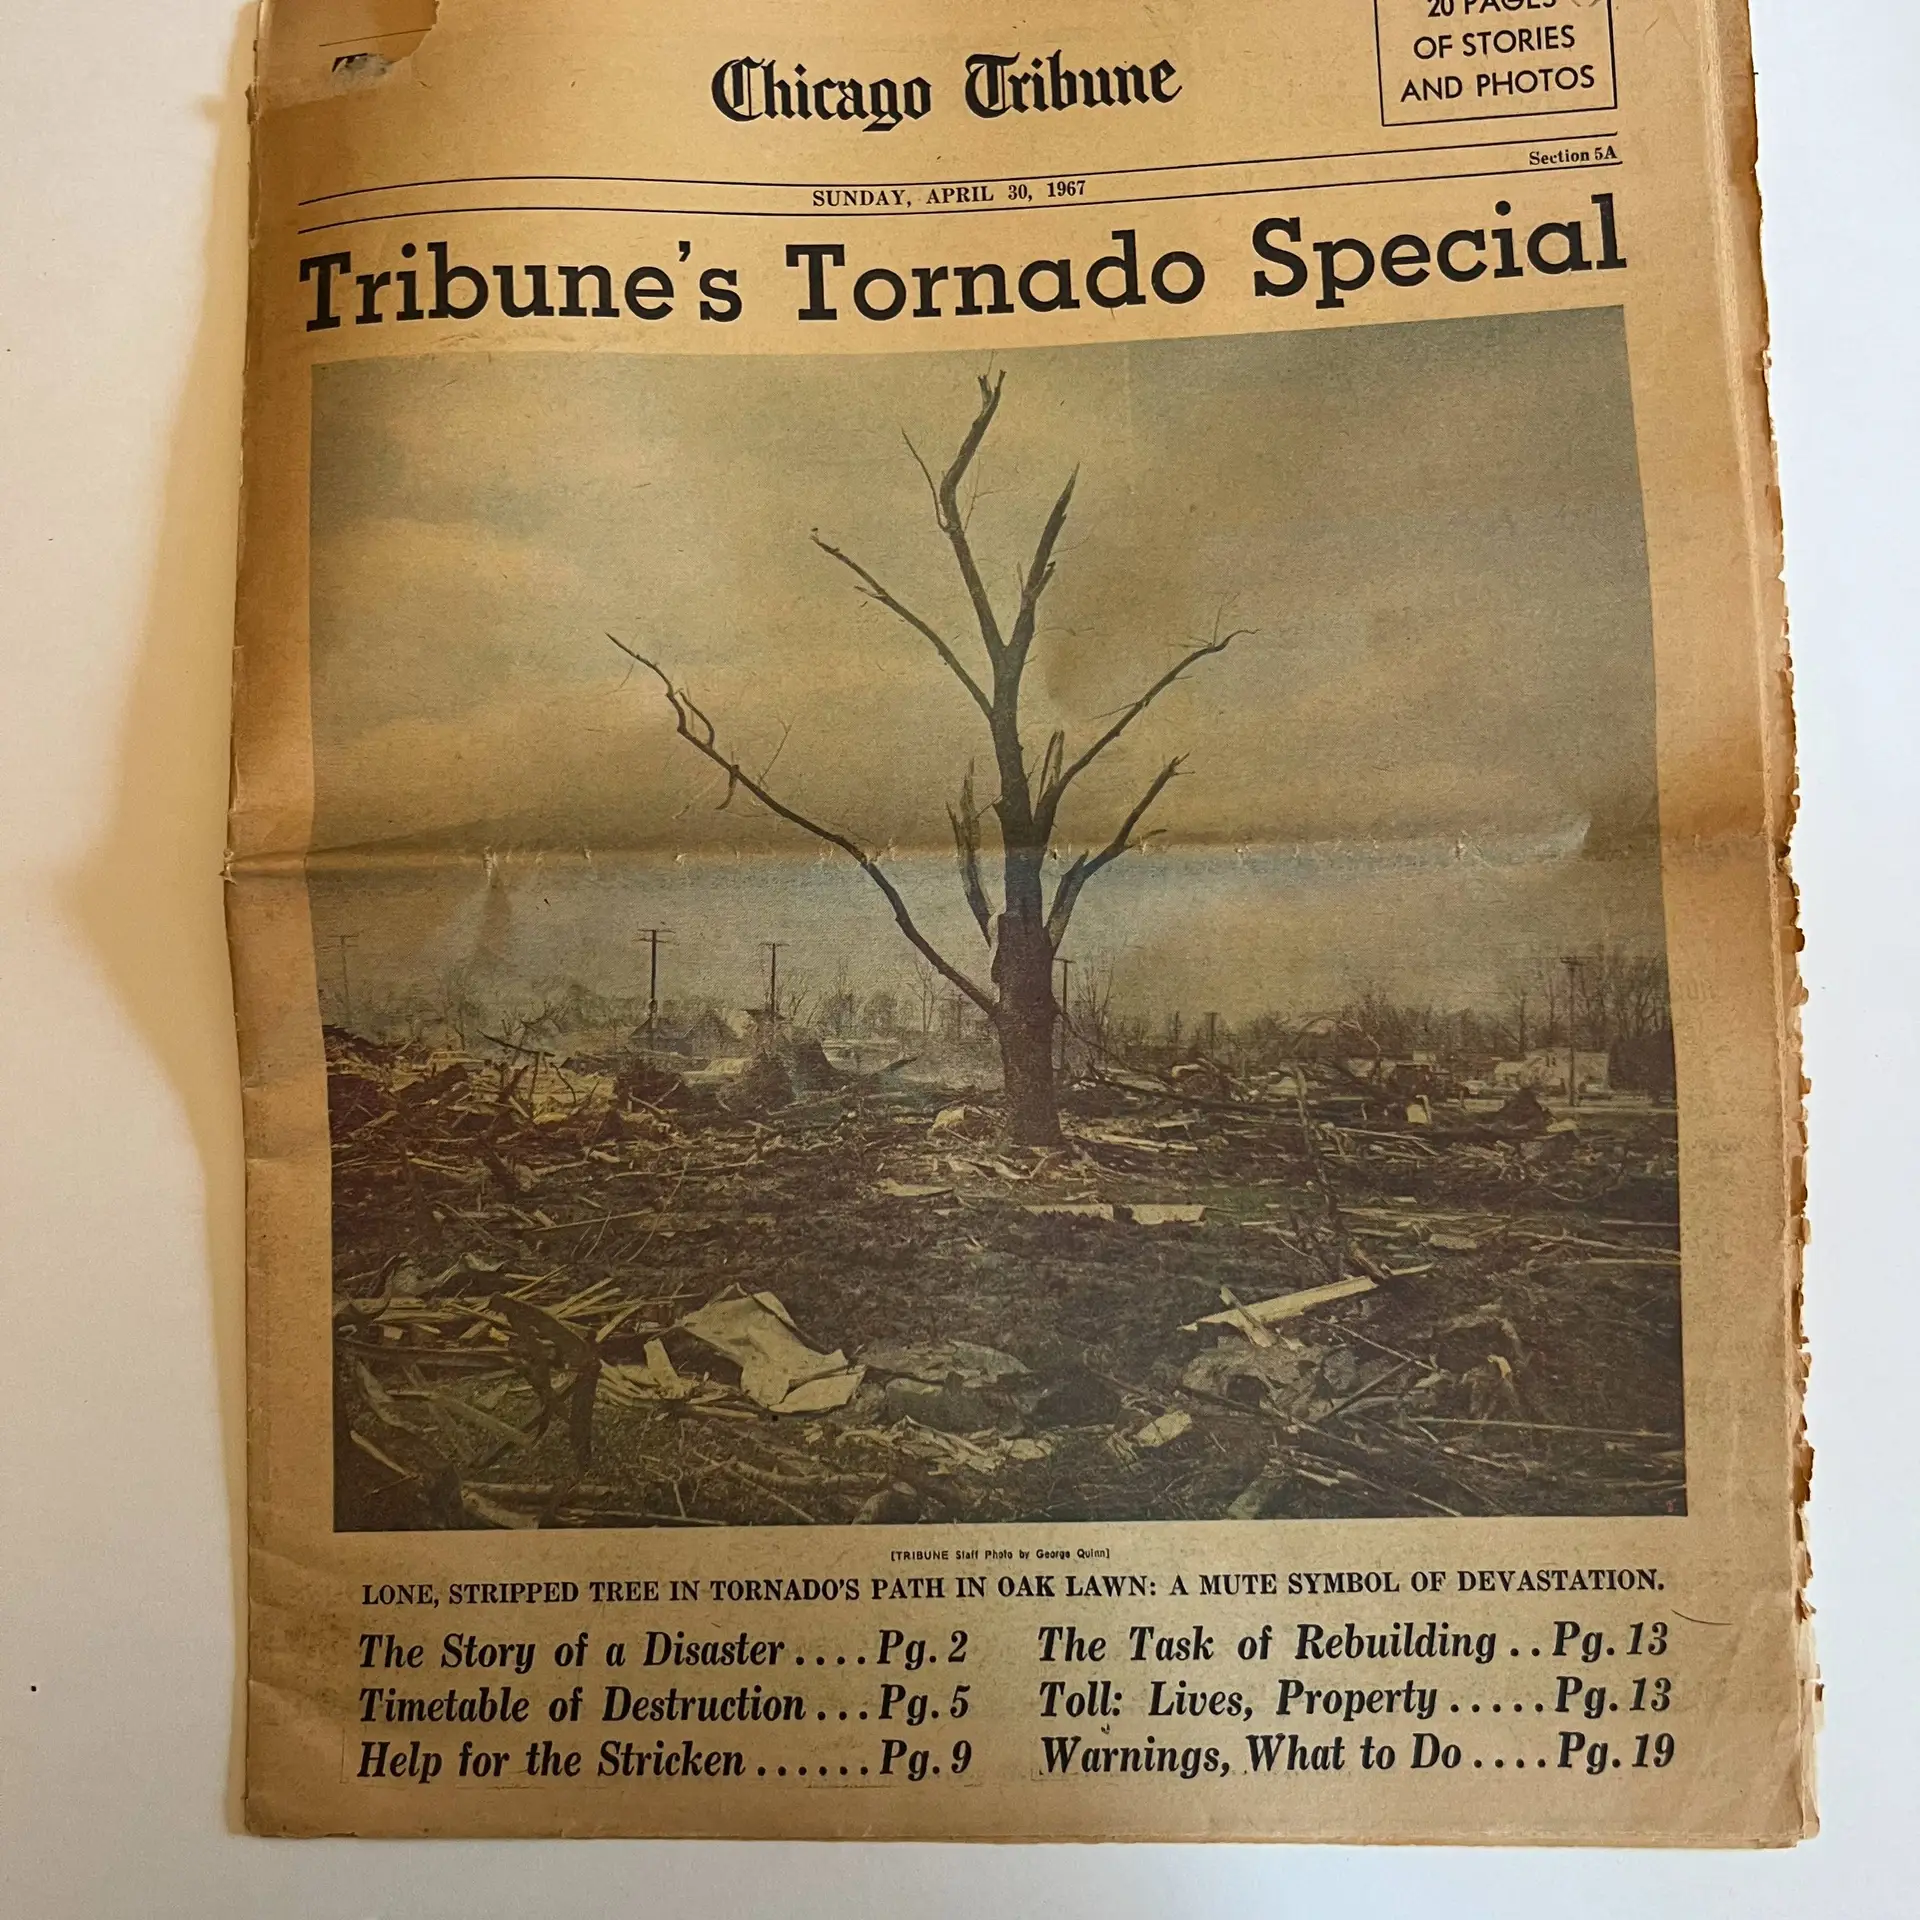 20 PAGES
OF STORIES
AND PHOTOS
Chicago Tribune
Section 5A
SUNDAY, APRIL 30, 1967
Tribune's Tornado Special
[TRIBUNE Staff Photo by George Quinn]
LONE, STRIPPED TREE IN TORNADO'S PATH IN OAK LAWN: A MUTE SYMBOL OF DEVASTATION.
The Story of a Disaster....Pg. 2
Timetable of Destruction...Pg. 5
Help for the Stricken......Pg. 9
The Task of Rebuilding..Pg. 13
Toll: Lives, Property.....Pg. 13
Warnings, What to Do....Pg. 19